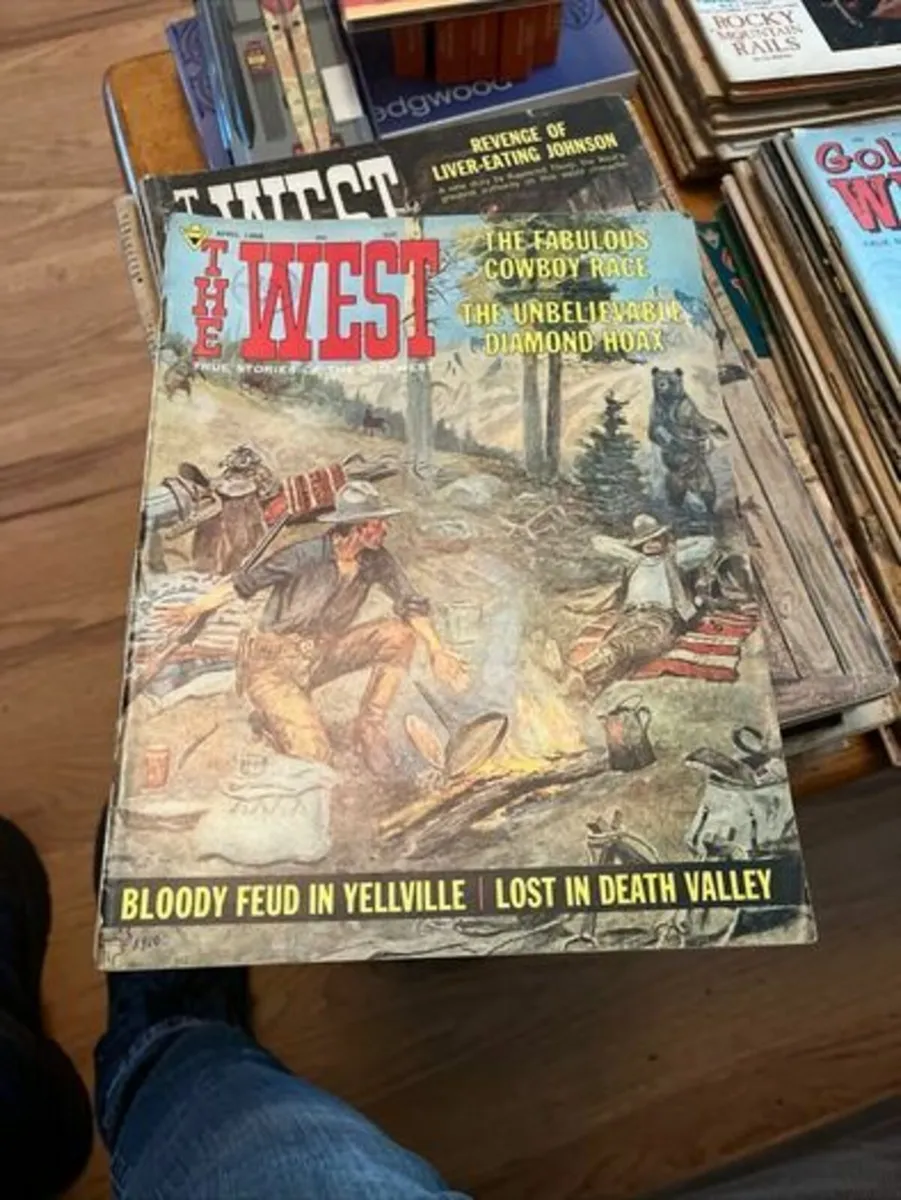 ROCKY
MOUNTAIN
RAILS
edgwood
REVENGE OF
LIVER-EATING JOHNSON
WEST
Gol
W
APRIL
THE
WEST
TRUE STORIES OF THE OLD WEST
THE FABULOUS
COWBOY RACE
THE UNBELIEVABLE
DIAMOND HOAX
BLOODY FEUD IN YELLVILLE | LOST IN DEATH VALLEY